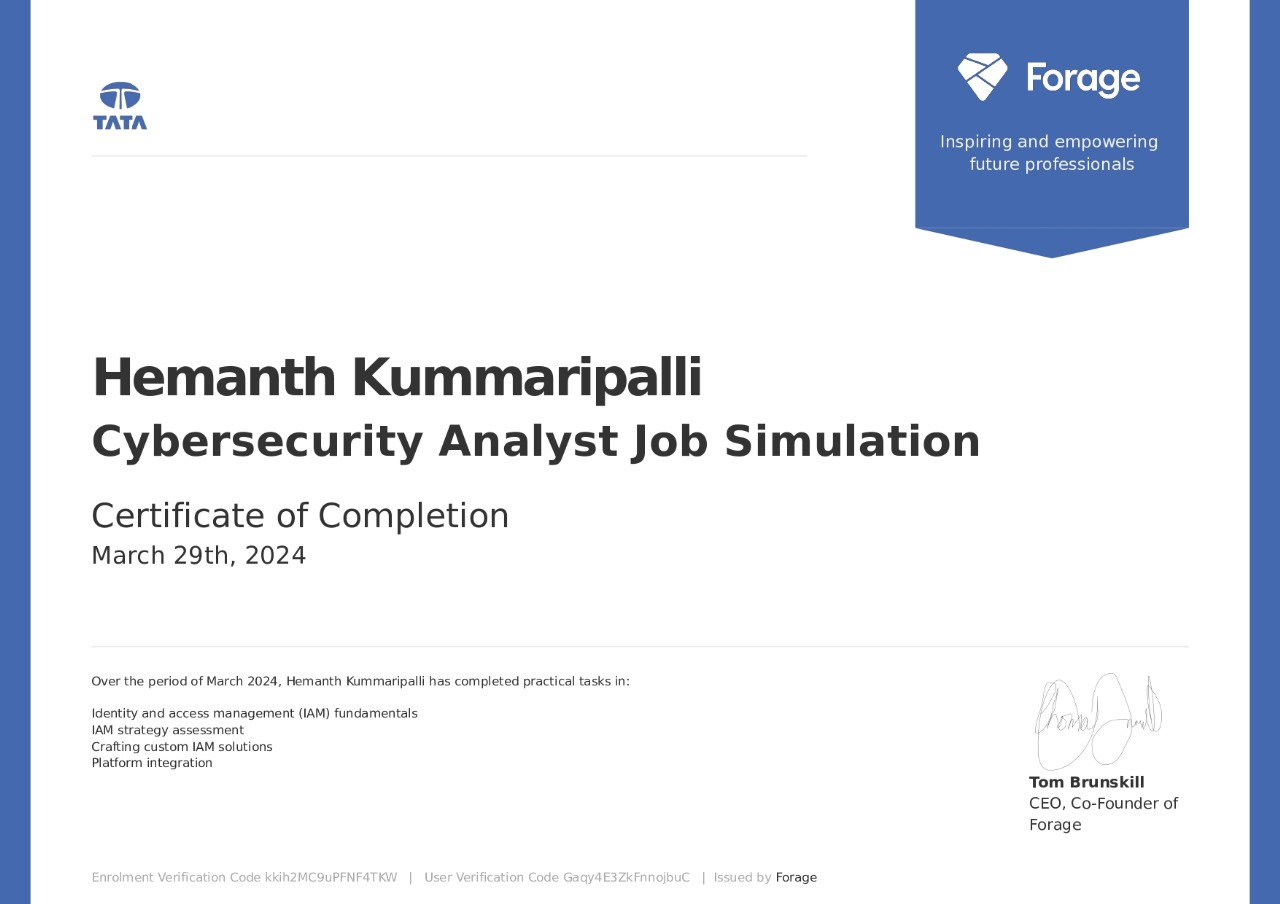 TATA
Forage
Inspiring and empowering
future professionals
Hemanth Kummaripalli
Cybersecurity Analyst Job Simulation
Certificate of Completion
March 29th, 2024
Over the period of March 2024, Hemanth Kummaripalli has completed practical tasks in:
Identity and access management (IAM) fundamentals
IAM strategy assessment
Crafting custom IAM solutions
Platform integration
Tom Brunskill
CEO, Co-Founder of
Forage
Enrolment Verification Code kkih2MC9uPFNF4TKW | User Verification Code Gaqy4E3ZkFnnojbuC | Issued by Forage